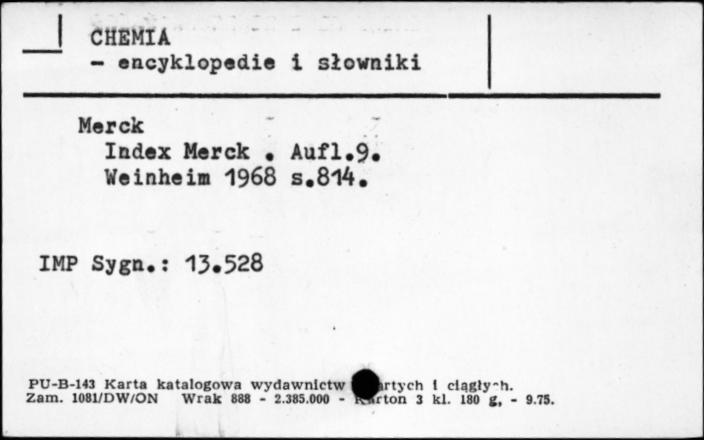 CHEMIA
- encyklopedie i słowniki
Merck
Index Merck . Aufl.9.
Weinheim 1968 s.814.
IMP Sygn.: 13.528
PU-B-143 Karta katalogowa wydawnictw i
Zam. 1081/DW/ON Wrak 888 - 2.385.000 - 3 kl. 180 g, - 9.75.